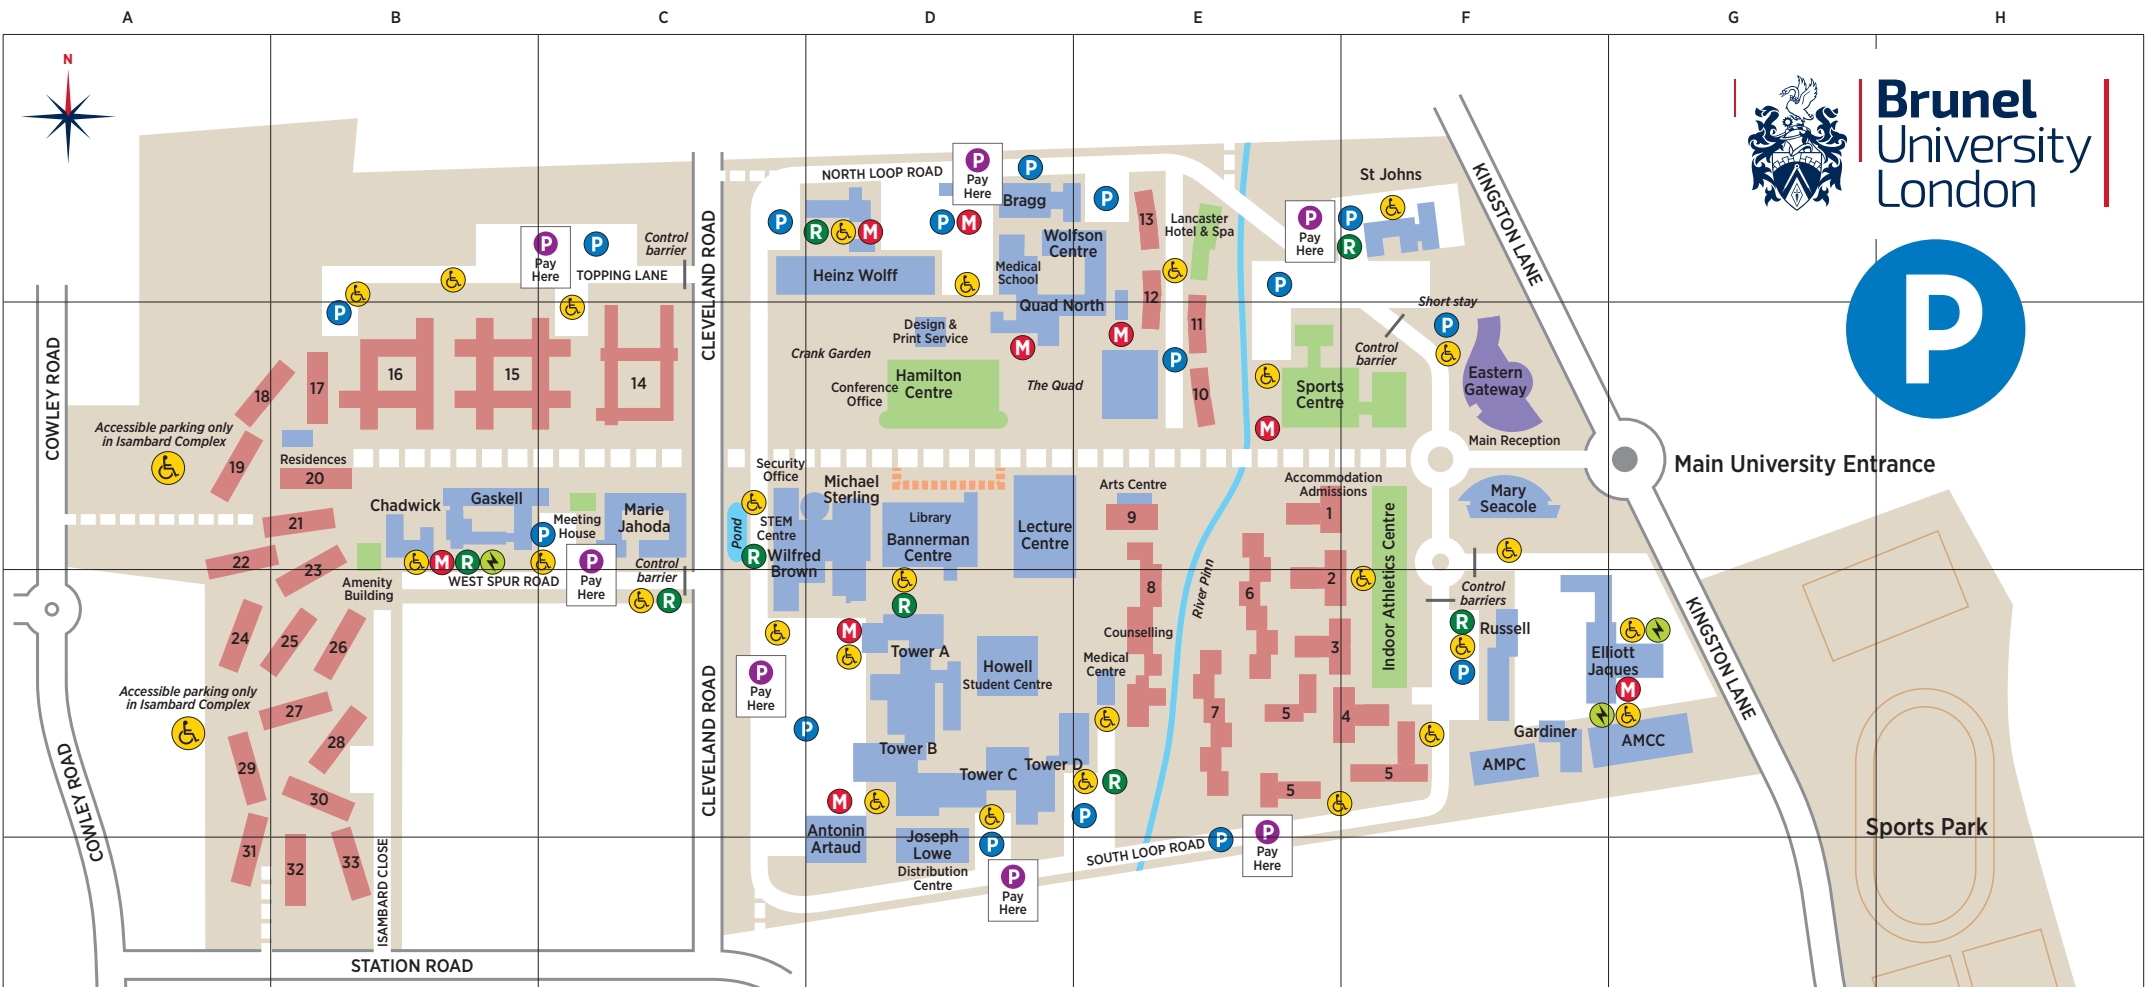 A B C D E F G H
N
Brunel
University
London
P
NORTH LOOP ROAD
P
Pay
Here
P
Bragg
P
P
R
M
P
M
13
Lancaster
Hotel & Spa
St Johns
P
Pay
Here
P
R
KINGSTON LANE
P
Pay
Here
P
Control
barrier
TOPPING LANE
CLEVELAND ROAD
Heinz Wolff
Wolfson
Centre
Medical
School
Quad North
12
P
P
COWLEY ROAD
18
17
16
15
14
Crank Garden
Design &
Print Service
M
M
Conference
Office
Hamilton
Centre
The Quad
P
11
10
M
Sports
Centre
Control
barrier
Short stay
P
Eastern
Gateway
Main Reception
Main University Entrance
Accessible parking only
in Isambard Complex
19
Residences
20
21
22
23
Chadwick
Gaskell
Meeting
House
P
Marie
Jahoda
M
R
WEST SPUR ROAD
P
Pay
Here
Control
barrier
R
Amenity
Building
Security
Office
Pond
STEM
Centre
R
Wilfred
Brown
Michael
Sterling
Library
Bannerman
Centre
R
Lecture
Centre
Arts Centre
9
8
River Pinn
Accommodation
Admissions
1
2
3
6
Indoor Athletics Centre
Mary
Seacole
Control
barriers
R
P
Russell
Elliott
Jaques
M
KINGSTON LANE
24
25
26
27
28
29
30
31
32
33
Accessible parking only
in Isambard Complex
COWLEY ROAD
ISAMBARD CLOSE
STATION ROAD
CLEVELAND ROAD
P
Pay
Here
P
M
Tower A
Howell
Student Centre
Counselling
Medical
Centre
Tower B
Tower C
Tower D
R
P
M
Antonin
Artaud
Joseph
Lowe
Distribution
Centre
P
P
Pay
Here
7
5
4
5
5
SOUTH LOOP ROAD
P
P
Pay
Here
Gardiner
AMPC
AMCC
Sports Park